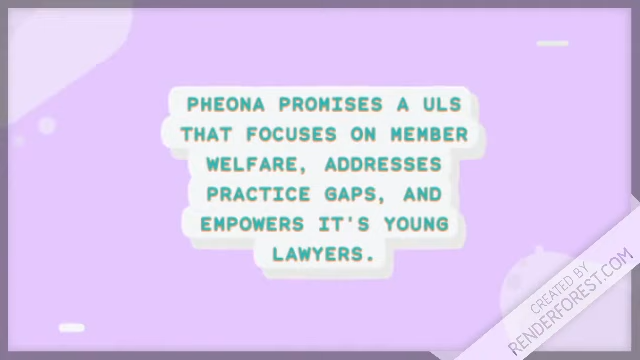 PHEONA PROMISES A ULS
THAT FOCUSES ON MEMBER
WELFARE, ADDRESSES
PRACTICE GAPS, AND
EMPOWERS IT'S YOUNG
LAWYERS.
CREATED BY
RENDERFOREST.COM